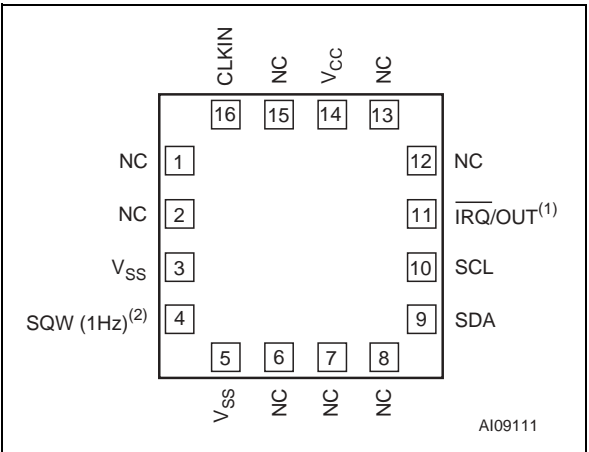 CLKIN NC VCC NC
16 15 14 13
NC 1 12 NC
NC 2 11 IRQ/OUT(1)
VSS 3 10 SCL
SQW (1Hz)(2) 4 9 SDA
5 6 7 8
VSS NC NC NC
AI09111